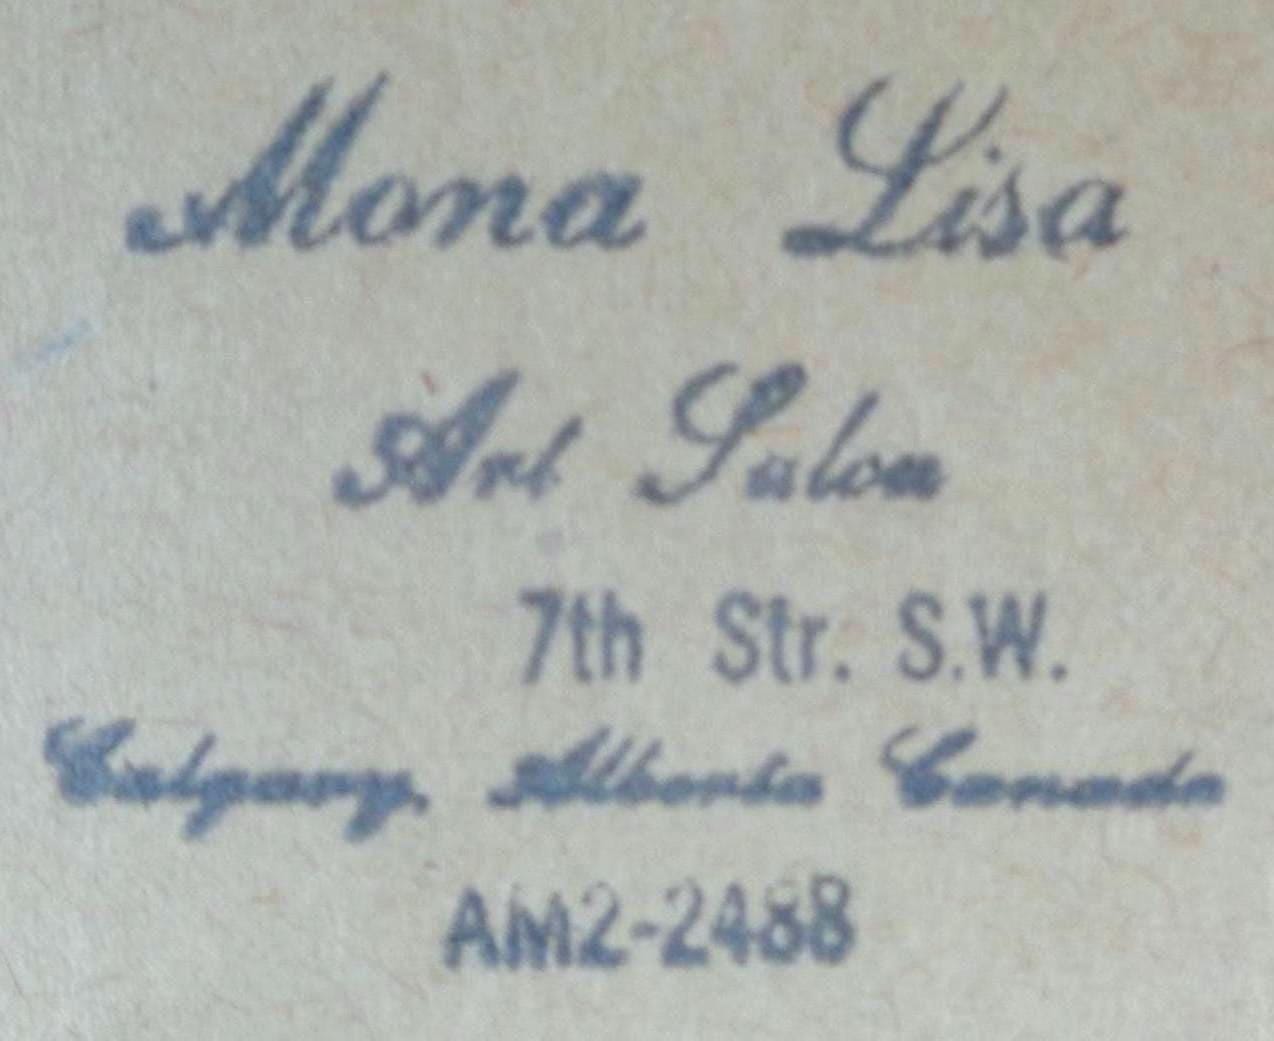 Mona Lisa
Art Salon
7th Str. S.W.
Calgary, Alberta Canada
AM2-2488